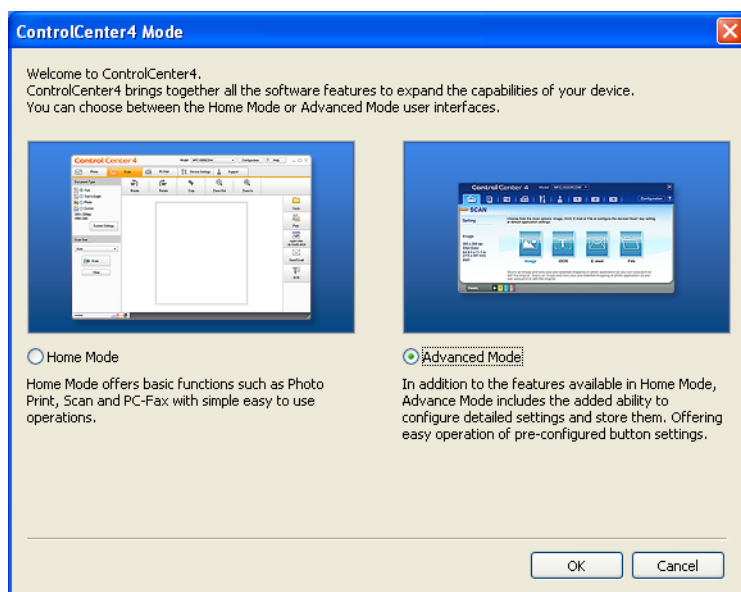 ControlCenter4 Mode
Welcome to ControlCenter4.
ControlCenter4 brings together all the software features to expand the capabilities of your device.
You can choose between the Home Mode or Advanced Mode user interfaces.
Control Center 4
Control Center 4
SCAN
Image
OCR
E-mail
File
Home Mode
Home Mode offers basic functions such as Photo
Print, Scan and PC-Fax with simple easy to use
operations.
Advanced Mode
In addition to the features available in Home Mode,
Advance Mode includes the added ability to
configure detailed settings and store them. Offering
easy operation of pre-configured button settings.
OK
Cancel